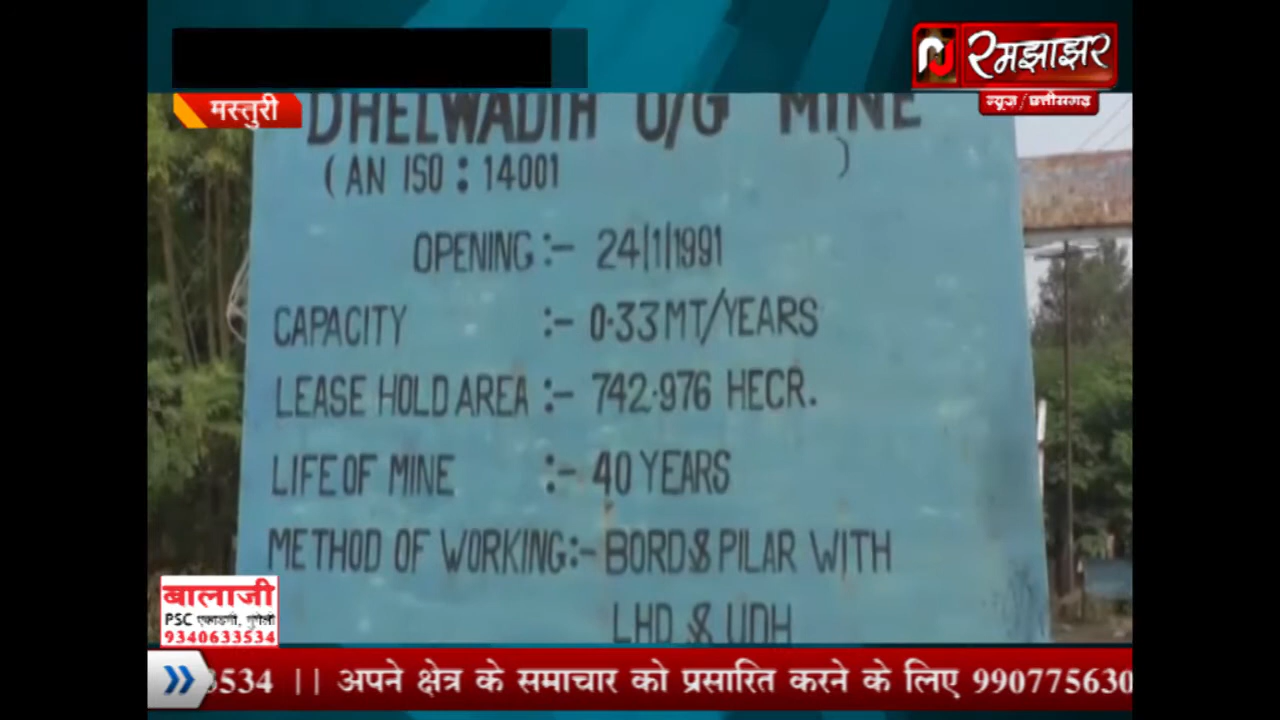 रमझाझर
न्यूज/छत्तीसगढ़
मस्तुरी
DHELWADIH U/G MINE
( AN ISO : 14001 )
OPENING :- 24/1/1991
CAPACITY :- 0.33 MT/YEARS
LEASE HOLD AREA :- 742.976 HECR.
LIFE OF MINE :- 40 YEARS
METHOD OF WORKING:- BORD & PILAR WITH
LHD & UDH
बालाजी
PSC एकाडमी, मुंगेली
9340633534
3534 || अपने क्षेत्र के समाचार को प्रसारित करने के लिए 990775630